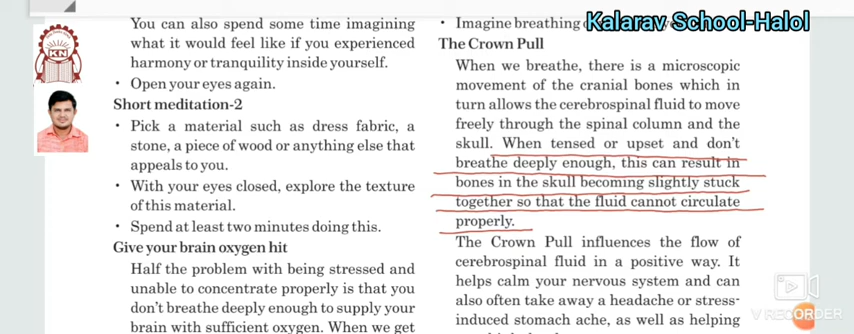 You can also spend some time imagining
what it would feel like if you experienced
harmony or tranquility inside yourself.
• Open your eyes again.
Short meditation-2
• Pick a material such as dress fabric, a
stone, a piece of wood or anything else that
appeals to you.
• With your eyes closed, explore the texture
of this material.
• Spend at least two minutes doing this.
Give your brain oxygen hit
Half the problem with being stressed and
unable to concentrate properly is that you
don't breathe deeply enough to supply your
brain with sufficient oxygen. When we get
• Imagine breathing
Kalarav School-Halol
The Crown Pull
When we breathe, there is a microscopic
movement of the cranial bones which in
turn allows the cerebrospinal fluid to move
freely through the spinal column and the
skull. When tensed or upset and don't
breathe deeply enough, this can result in
bones in the skull becoming slightly stuck
together so that the fluid cannot circulate
properly.
The Crown Pull influences the flow of
cerebrospinal fluid in a positive way. It
helps calm your nervous system and can
also often take away a headache or stress-
induced stomach ache, as well as helping
KN
V RECORDER